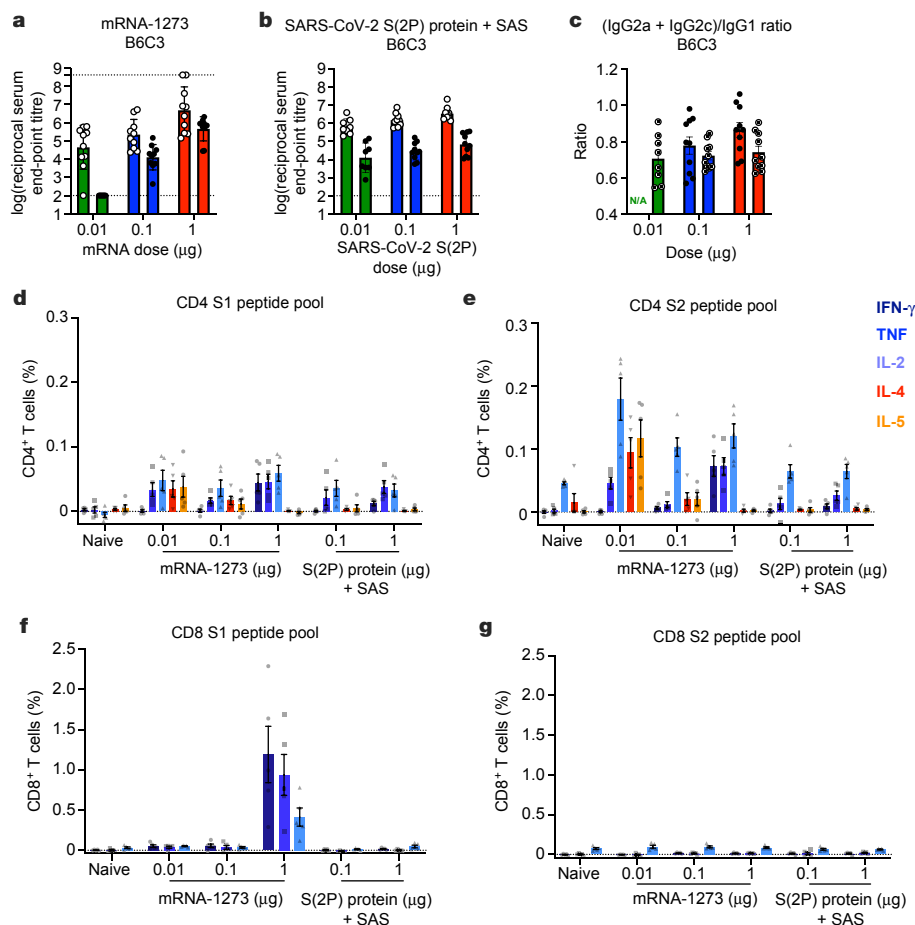 a
mRNA-1273
B6C3
log(reciprocal serum
end-point titre)
9
8
7
6
5
4
3
2
1
0.01
0.1
1
mRNA dose (μg)
b
SARS-CoV-2 S(2P) protein + SAS
B6C3
log(reciprocal serum
end-point titre)
9
8
7
6
5
4
3
2
1
0.01
0.1
1
SARS-CoV-2 S(2P)
dose (μg)
c
(IgG2a + IgG2c)/IgG1 ratio
B6C3
Ratio
1.2
1.0
0.8
0.6
0.4
N/A
0.01
0.1
1
Dose (μg)
d
CD4 S1 peptide pool
CD4+ T cells (%)
0.3
0.2
0.1
0
Naive
0.01
0.1
1
0.1
1
mRNA-1273 (μg)
S(2P) protein (μg)
+ SAS
e
CD4 S2 peptide pool
CD4+ T cells (%)
0.3
0.2
0.1
0
Naive
0.01
0.1
1
0.1
1
mRNA-1273 (μg)
S(2P) protein (μg)
+ SAS
IFN-γ
TNF
IL-2
IL-4
IL-5
f
CD8 S1 peptide pool
CD8+ T cells (%)
2.5
2.0
1.5
1.0
0.5
0
Naive
0.01
0.1
1
0.1
1
mRNA-1273 (μg)
S(2P) protein (μg)
+ SAS
g
CD8 S2 peptide pool
CD8+ T cells (%)
2.5
2.0
1.5
1.0
0.5
0
Naive
0.01
0.1
1
0.1
1
mRNA-1273 (μg)
S(2P) protein (μg)
+ SAS